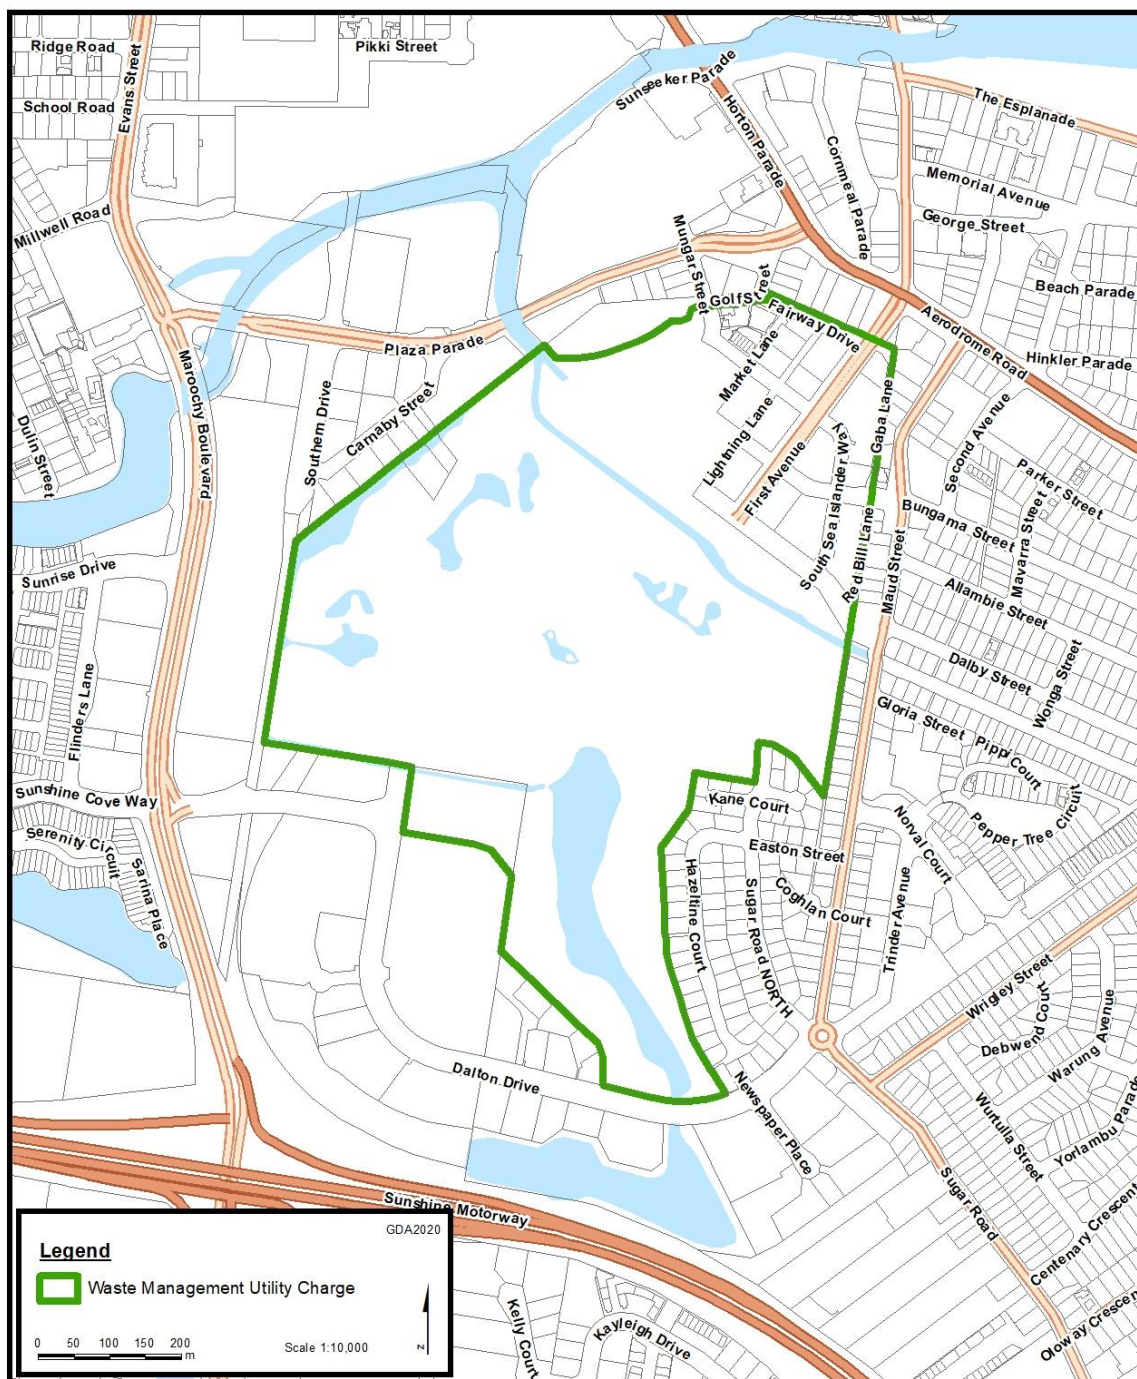 Ridge Road
Pikki Street
School Road
Evans Street
Sunseeker Parade
Horton Parade
The Esplanade
Cornmeal Parade
Memorial Avenue
George Street
Millwell Road
Mungar Street
Golf Street
Beach Parade
Fairway Drive
Aerodrome Road
Hinkler Parade
Plaza Parade
Maroochy Boulevard
Market Lane
Carnaby Street
Southern Drive
Dulin Street
Lightning Lane
Gaba Lane
Second Avenue
First Avenue
South Sea Islander Way
Parker Street
Bungama Street
Mavarra Street
Red Bill Lane
Maud Street
Allambie Street
Sunrise Drive
Dalby Street
Wonga Street
Flinders Lane
Gloria Street
Pippi Court
Sunshine Cove Way
Kane Court
Norval Court
Pepper Tree Circuit
Serenity Circuit
Sarina Place
Easton Street
Hazeltine Court
Sugar Road NORTH
Coghlan Court
Trinder Avenue
Wrigley Street
Debwend Court
Warung Avenue
Dalton Drive
Newspaper Place
Wurtulla Street
Yorlambu Parade
Sugar Road
Sunshine Motorway
Centenary Crescent
Oloway Crescent
Kelly Court
Kayleigh Drive
GDA2020
Legend
Waste Management Utility Charge
0 50 100 150 200
m
Scale 1:10,000
z